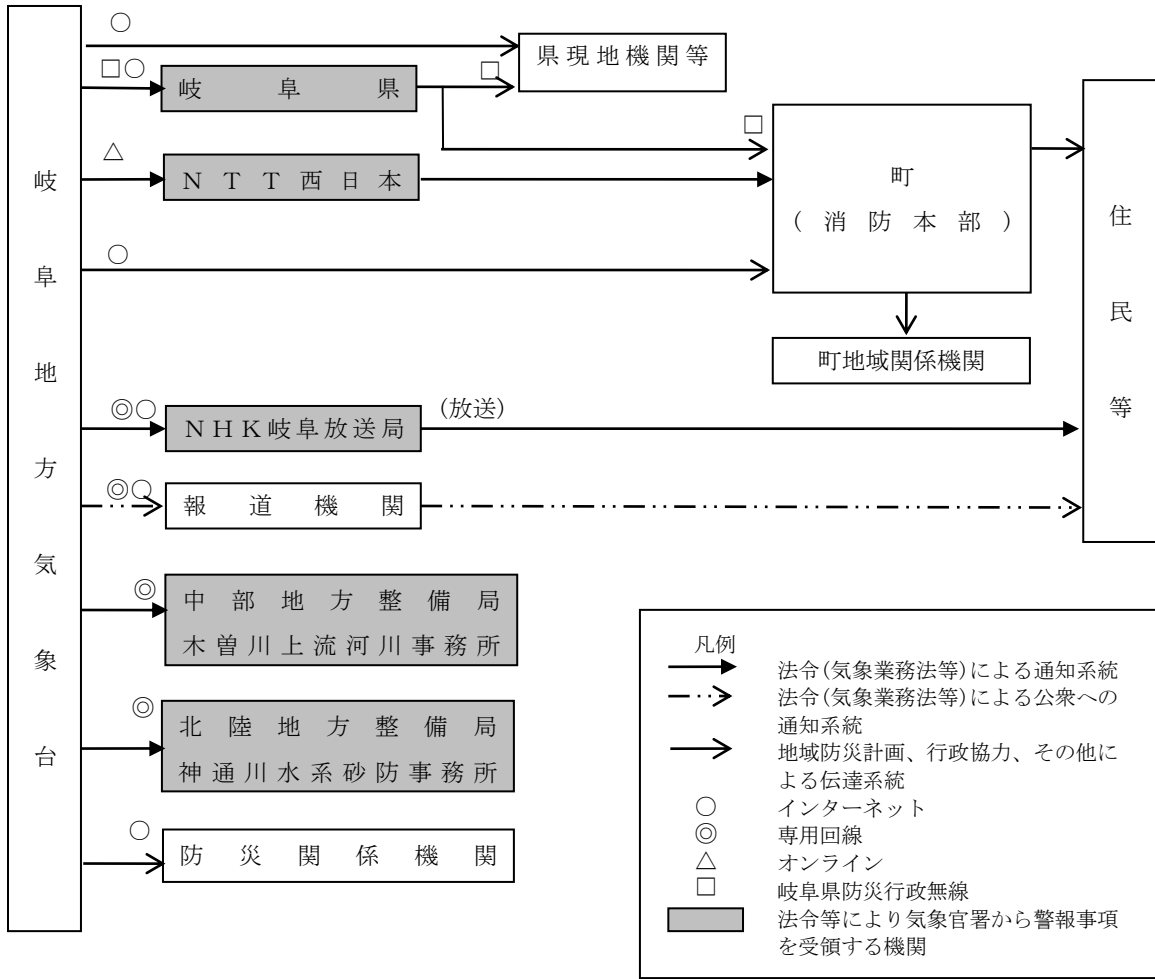 岐阜地方気象台
○
県現地機関等
□○
岐阜県
□
□
△
NTT西日本
町
(消防本部)
○
町地域関係機関
住民等
◎○
NHK岐阜放送局
(放送)
◎○
報道機関
◎
中部地方整備局
木曽川上流河川事務所
◎
北陸地方整備局
神通川水系砂防事務所
○
防災関係機関
凡例
法令(気象業務法等)による通知系統
法令(気象業務法等)による公衆への
通知系統
地域防災計画、行政協力、その他に
よる伝達系統
○ インターネット
◎ 専用回線
△ オンライン
□ 岐阜県防災行政無線
法令等により気象官署から警報事項
を受領する機関